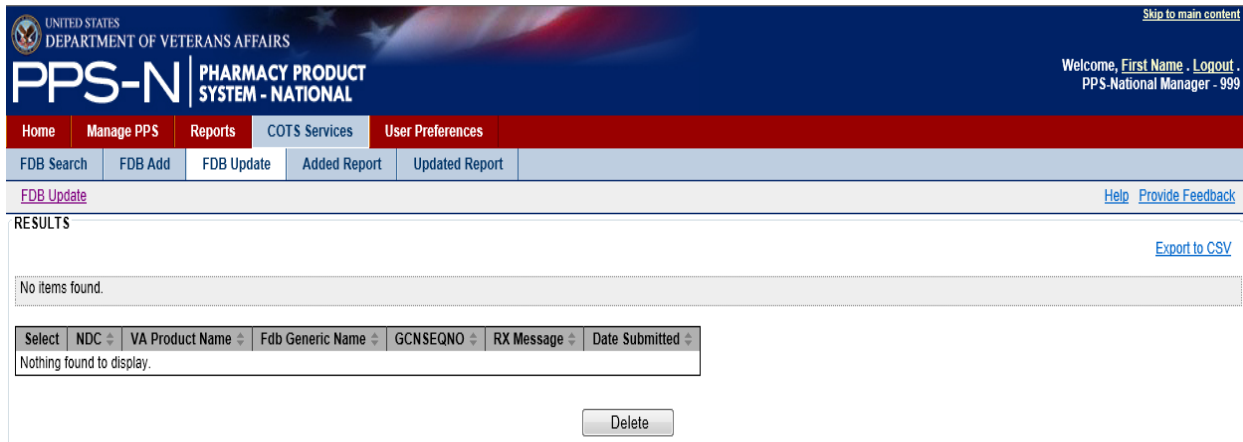 Skip to main content
UNITED STATES
DEPARTMENT OF VETERANS AFFAIRS
PPS-N PHARMACY PRODUCT
SYSTEM - NATIONAL
Welcome, First Name . Logout .
PPS-National Manager - 999
Home Manage PPS Reports COTS Services User Preferences
FDB Search FDB Add FDB Update Added Report Updated Report
FDB Update Help Provide Feedback
RESULTS
Export to CSV
No items found.
Select NDC VA Product Name Fdb Generic Name GCNSEQNO RX Message Date Submitted
Nothing found to display.
Delete